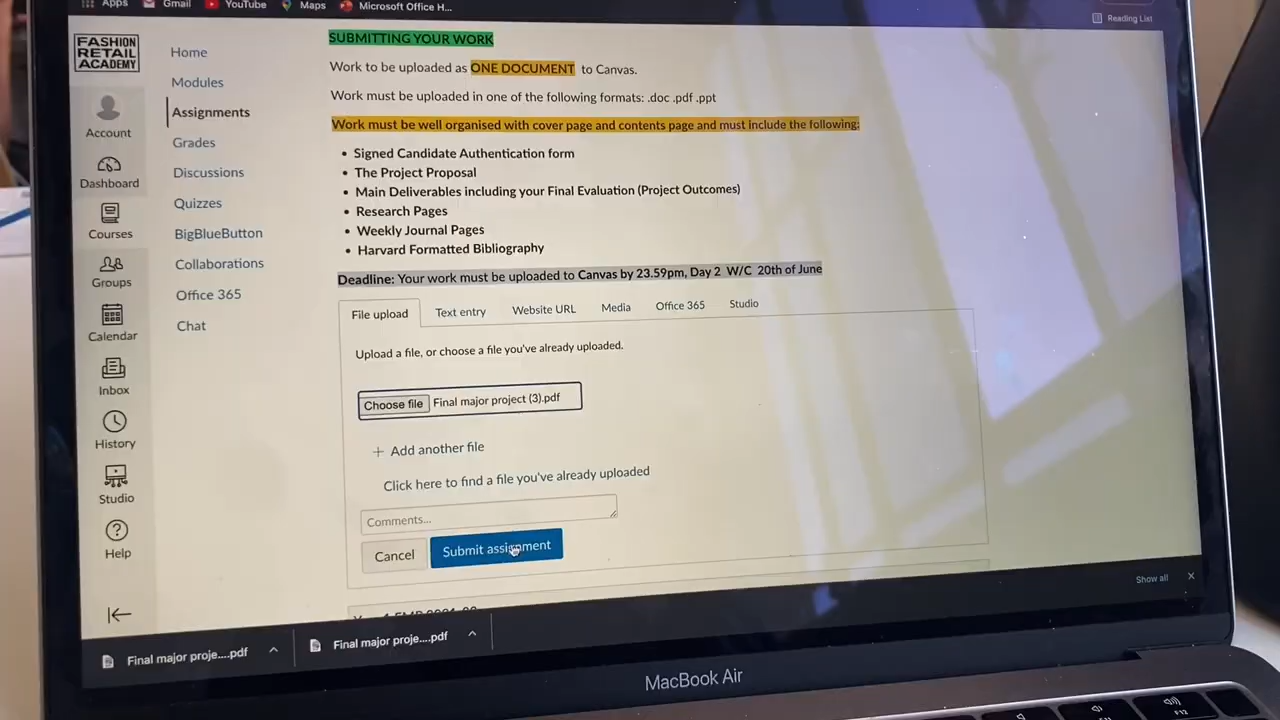 Apps Gmail YouTube Maps Microsoft Office H...
Reading List
FASHION
RETAIL
ACADEMY
Account
Dashboard
Courses
Groups
Calendar
Inbox
History
Studio
Help
Home
Modules
Assignments
Grades
Discussions
Quizzes
BigBlueButton
Collaborations
Office 365
Chat
SUBMITTING YOUR WORK
Work to be uploaded as ONE DOCUMENT to Canvas.
Work must be uploaded in one of the following formats: .doc .pdf .ppt
Work must be well organised with cover page and contents page and must include the following:
• Signed Candidate Authentication form
• The Project Proposal
• Main Deliverables including your Final Evaluation (Project Outcomes)
• Research Pages
• Weekly Journal Pages
• Harvard Formatted Bibliography
Deadline: Your work must be uploaded to Canvas by 23.59pm, Day 2 W/C 20th of June
File upload Text entry Website URL Media Office 365 Studio
Upload a file, or choose a file you've already uploaded.
Choose file Final major project (3).pdf
+ Add another file
Click here to find a file you've already uploaded
Comments...
Cancel Submit assignment
Show all
Final major proje....pdf Final major proje....pdf
MacBook Air
F12